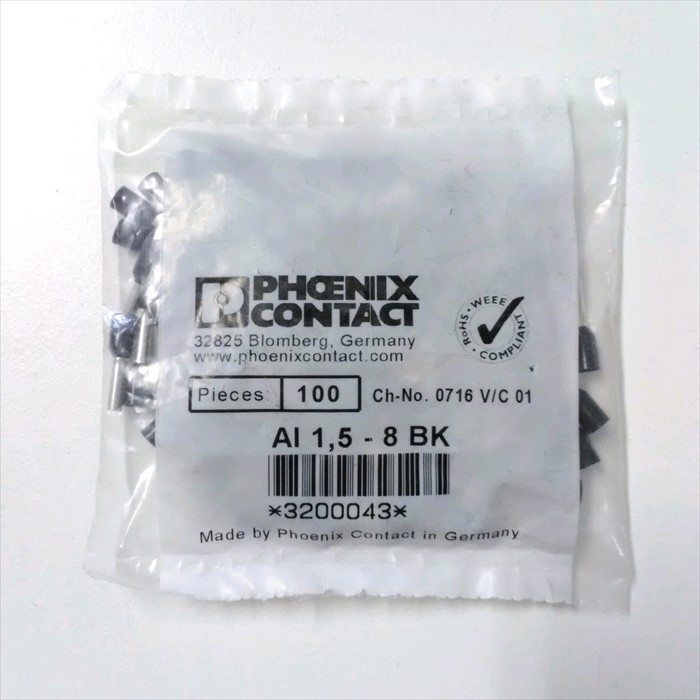 PHŒNIX
CONTACT
32825 Blomberg, Germany
www.phoenixcontact.com
WEEE
RoHS · COMPLIANT
Pieces: 100
Ch-No. 0716 V/C 01
AI 1,5 - 8 BK
*3200043*
Made by Phoenix Contact in Germany